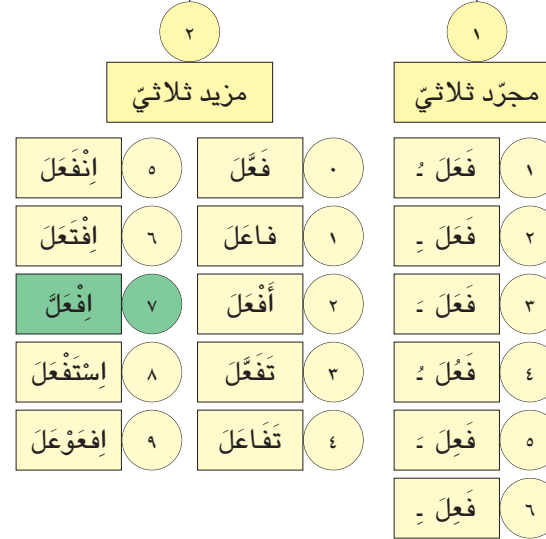 ١
مجرّد ثلاثيّ
١ فَعَلَ ـُ
٢ فَعَلَ ـِ
٣ فَعَلَ ـَ
٤ فَعُلَ ـُ
٥ فَعِلَ ـَ
٦ فَعِلَ ـِ
٢
مزيد ثلاثيّ
٠ فَعَّلَ
١ فاعَلَ
٢ أَفْعَلَ
٣ تَفَعَّلَ
٤ تَفَاعَلَ
٥ اِنْفَعَلَ
٦ اِفْتَعَلَ
٧ اِفْعَلَّ
٨ اِسْتَفْعَلَ
٩ اِفعَوْعَلَ